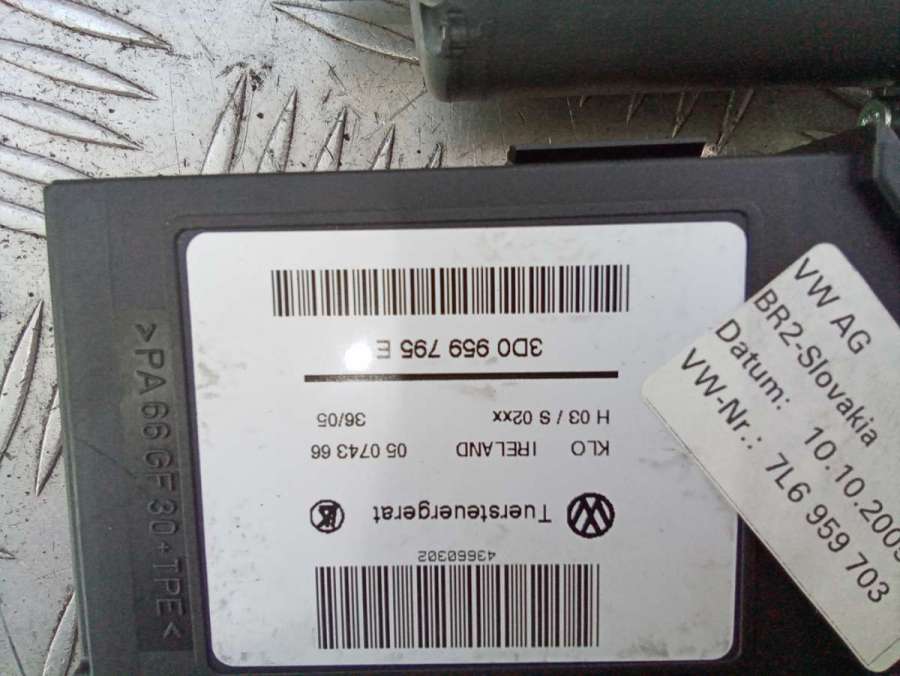 43660302
Tuersteuergerat
KLO IRELAND 05 0743 66
H 03 / S 02xx 36/05
3D0 959 795 E
VW AG
BR2-Slovakia
Datum: 10.10.2005
VW-Nr.: 7L6 959 703
>PA 66 GF 30+TPE<